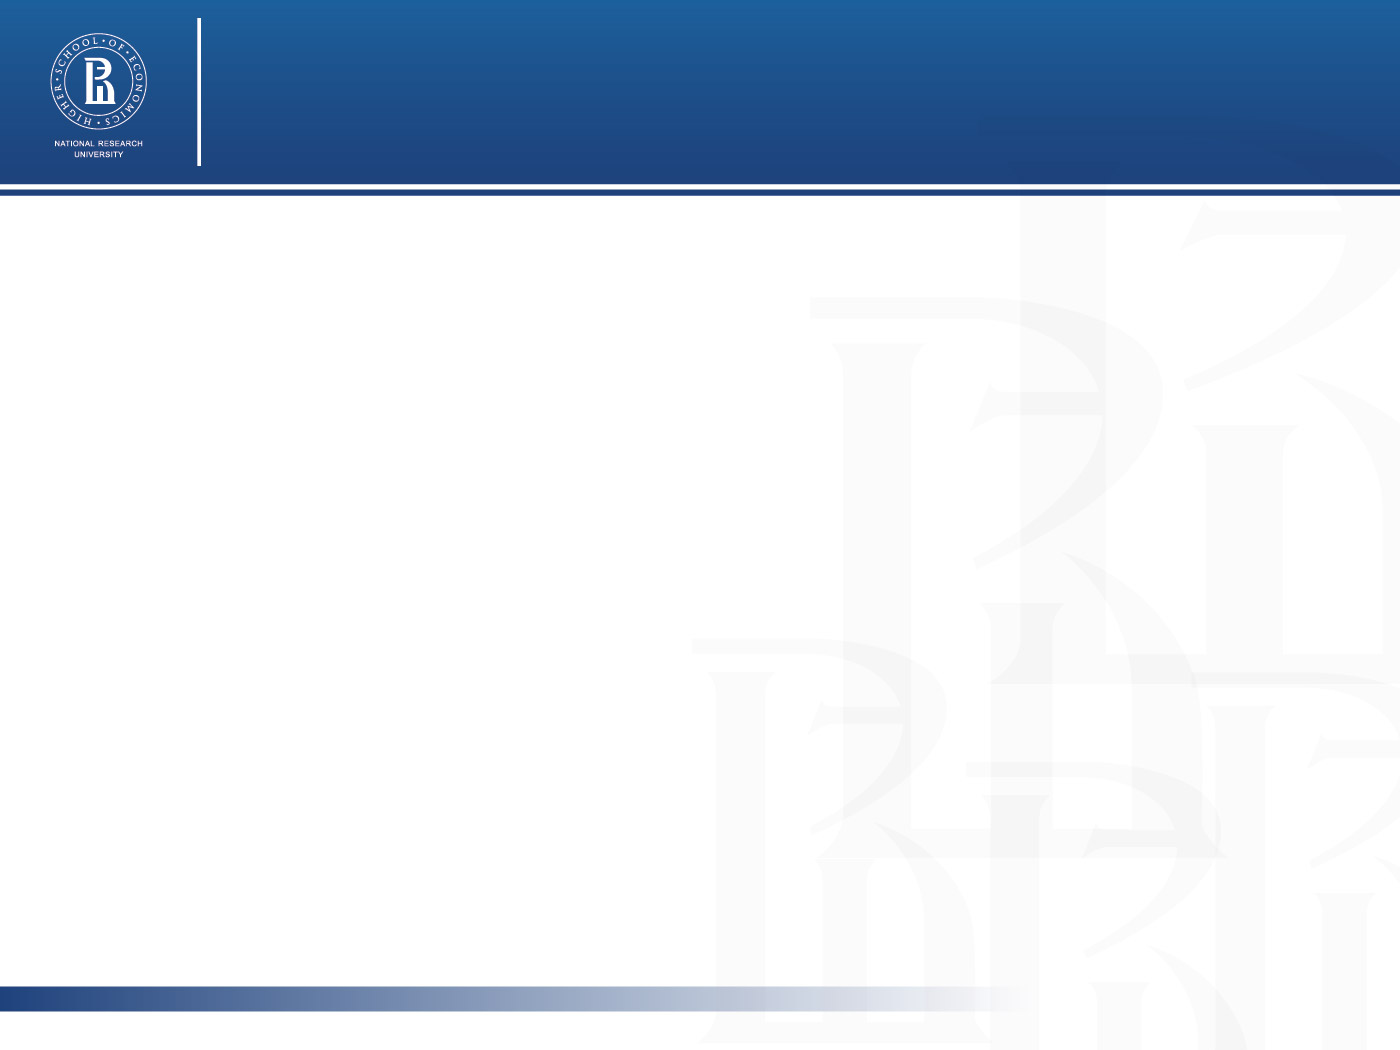 HIGHER • SCHOOL • OF • ECONOMICS •
NATIONAL RESEARCH
UNIVERSITY